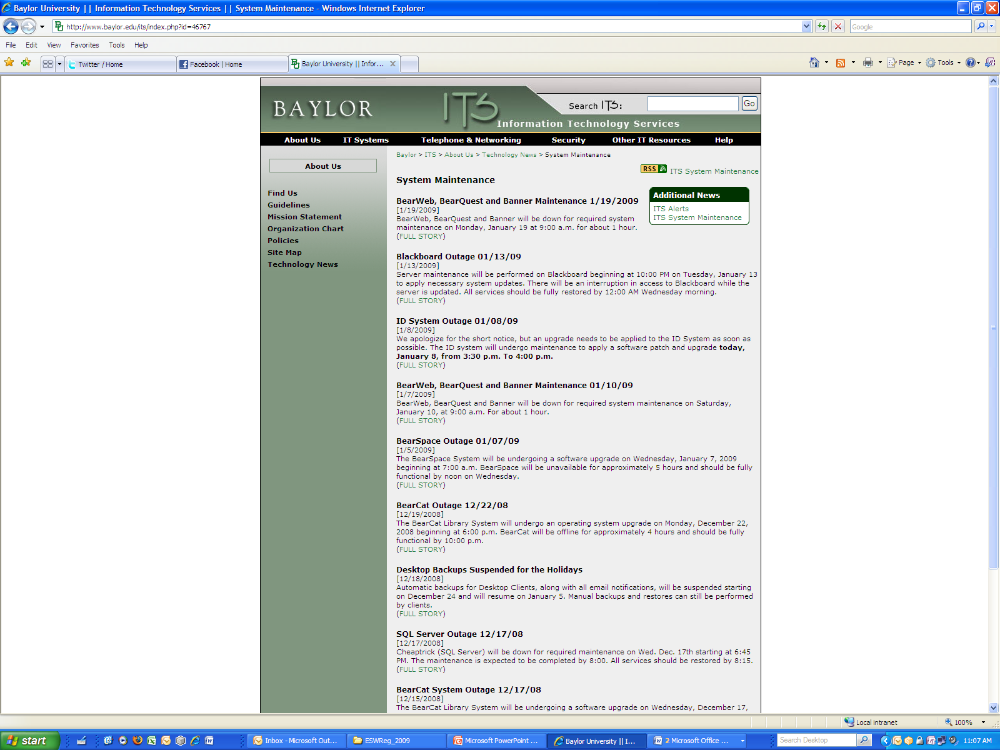 Baylor University || Information Technology Services || System Maintenance - Windows Internet Explorer
http://www.baylor.edu/its/index.php?id=46767
Google
File Edit View Favorites Tools Help
Twitter / Home
Facebook | Home
Baylor University || Infor...
Page
Tools
BAYLOR
ITS
Information Technology Services
Search ITS:
Go
About Us IT Systems Telephone & Networking Security Other IT Resources Help
About Us
Find Us
Guidelines
Mission Statement
Organization Chart
Policies
Site Map
Technology News
Baylor > ITS > About Us > Technology News > System Maintenance
RSS ITS System Maintenance
System Maintenance
Additional News
ITS Alerts
ITS System Maintenance
BearWeb, BearQuest and Banner Maintenance 1/19/2009
[1/19/2009]
BearWeb, BearQuest and Banner will be down for required system
maintenance on Monday, January 19 at 9:00 a.m. for about 1 hour.
(FULL STORY)
Blackboard Outage 01/13/09
[1/13/2009]
Server maintenance will be performed on Blackboard beginning at 10:00 PM on Tuesday, January 13
to apply necessary system updates. There will be an interruption in access to Blackboard while the
server is updated. All services should be fully restored by 12:00 AM Wednesday morning.
(FULL STORY)
ID System Outage 01/08/09
[1/8/2009]
We apologize for the short notice, but an upgrade needs to be applied to the ID System as soon as
possible. The ID system will undergo maintenance to apply a software patch and upgrade today,
January 8, from 3:30 p.m. To 4:00 p.m.
(FULL STORY)
BearWeb, BearQuest and Banner Maintenance 01/10/09
[1/7/2009]
BearWeb, BearQuest and Banner will be down for required system maintenance on Saturday,
January 10, at 9:00 a.m. For about 1 hour.
(FULL STORY)
BearSpace Outage 01/07/09
[1/5/2009]
The BearSpace System will be undergoing a software upgrade on Wednesday, January 7, 2009
beginning at 7:00 a.m. BearSpace will be unavailable for approximately 5 hours and should be fully
functional by noon on Wednesday.
(FULL STORY)
BearCat Outage 12/22/08
[12/19/2008]
The BearCat Library System will undergo an operating system upgrade on Monday, December 22,
2008 beginning at 6:00 p.m. BearCat will be offline for approximately 4 hours and should be fully
functional by 10:00 p.m.
(FULL STORY)
Desktop Backups Suspended for the Holidays
[12/18/2008]
Automatic backups for Desktop Clients, along with all email notifications, will be suspended starting
on December 24 and will resume on January 5. Manual backups and restores can still be performed
by clients.
(FULL STORY)
SQL Server Outage 12/17/08
[12/17/2008]
Cheaptrick (SQL Server) will be down for required maintenance on Wed. Dec. 17th starting at 6:45
PM. The maintenance is expected to be completed by 8:00. All services should be restored by 8:15.
(FULL STORY)
BearCat System Outage 12/17/08
[12/15/2008]
The BearCat Library System will be undergoing a software upgrade on Wednesday, December 17,
Local intranet
100%
start
Inbox - Microsoft Out...
ESWReg_2009
Microsoft PowerPoint ...
Baylor University || I...
2 Microsoft Office ...
Search Desktop
11:07 AM